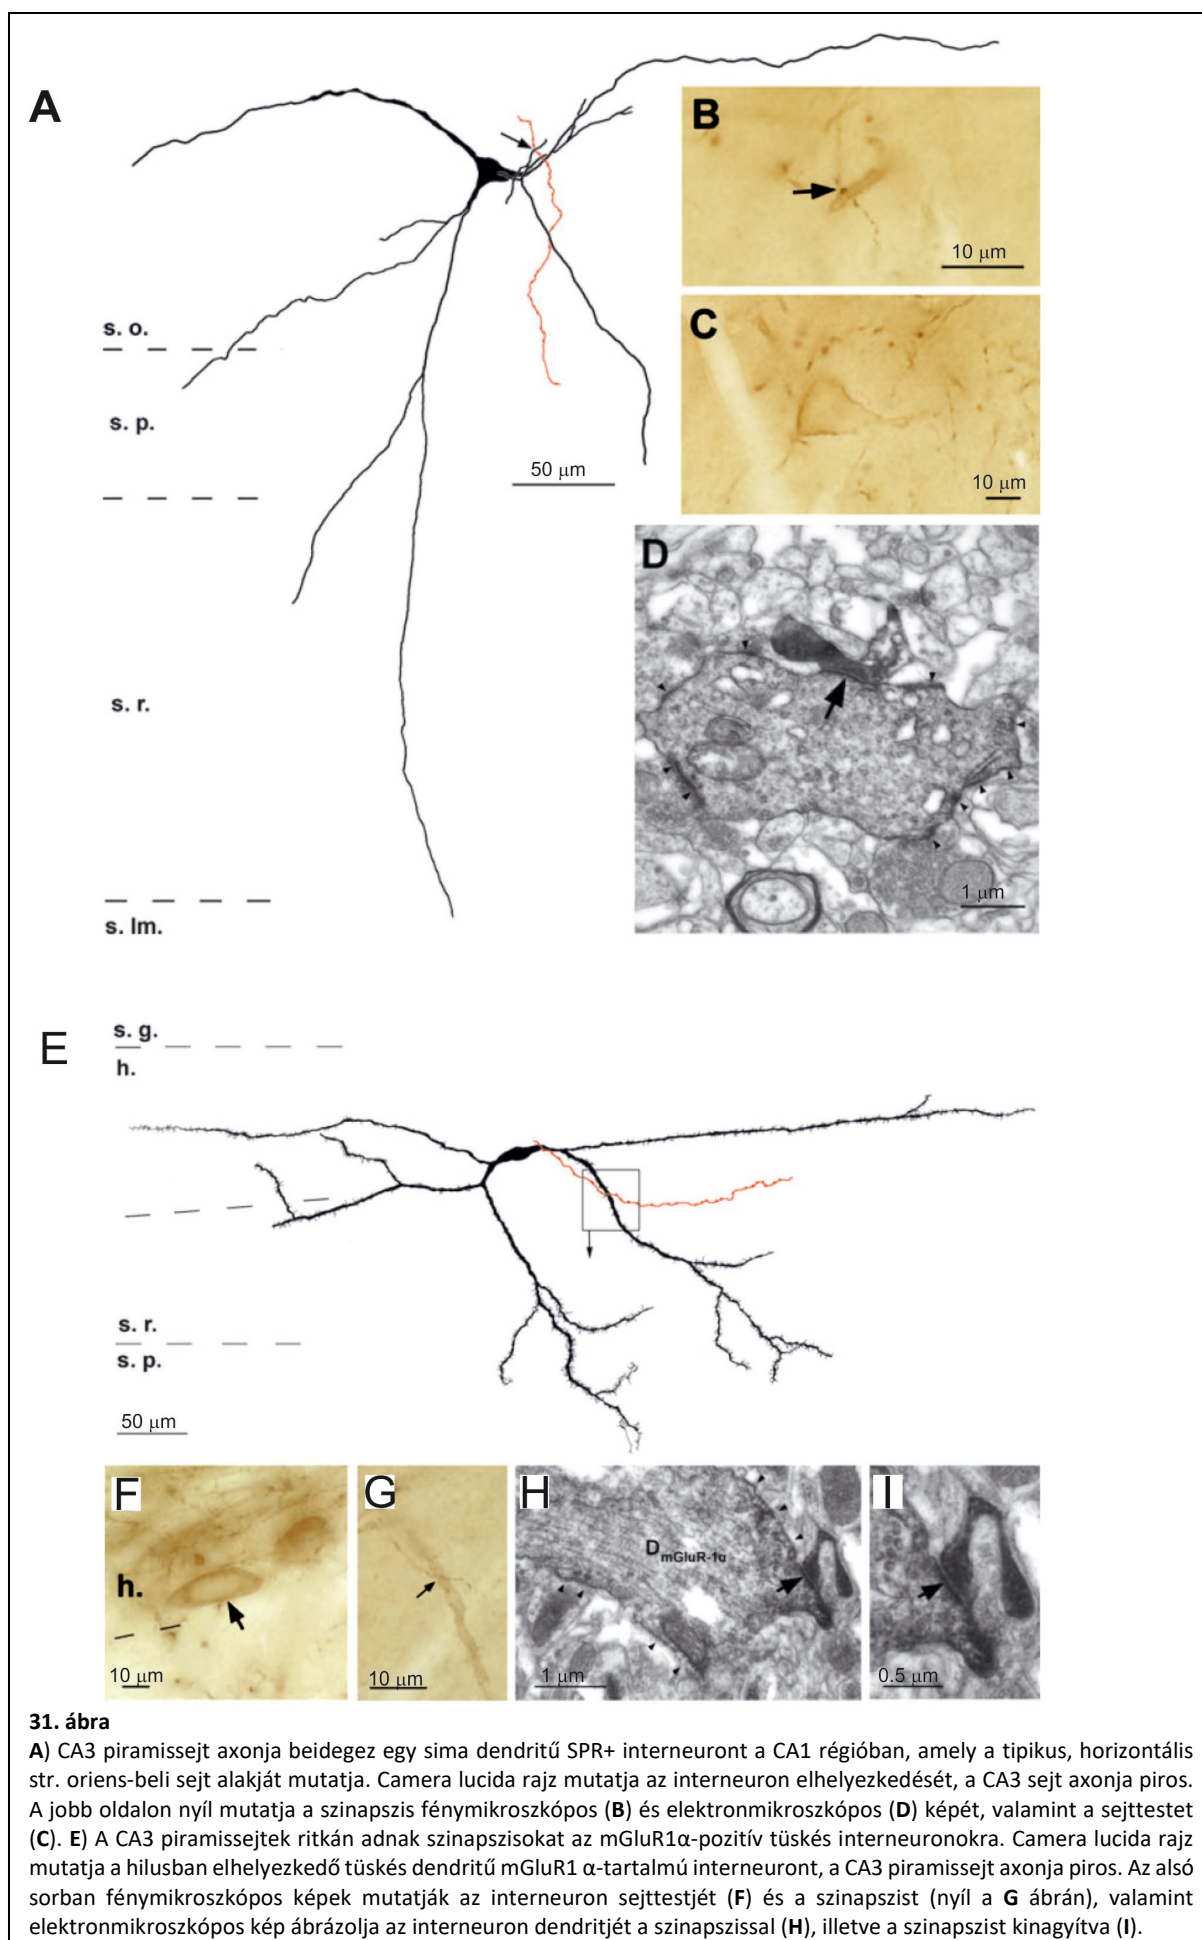 A
B
10 μm
C
10 μm
s. o.
s. p.
50 μm
D
1 μm
s. r.
s. lm.
E
s. g.
h.
s. r.
s. p.
50 μm
F
h.
10 μm
G
10 μm
H
D mGluR-1α
1 μm
I
0.5 μm
31. ábra
A) CA3 piramissejt axonja beidegez egy sima dendritű SPR+ interneuront a CA1 régióban, amely a tipikus, horizontális
str. oriens-beli sejt alakját mutatja. Camera lucida rajz mutatja az interneuron elhelyezkedését, a CA3 sejt axonja piros.
A jobb oldalon nyíl mutatja a szinapszis fénymikroszkópos (B) és elektronmikroszkópos (D) képét, valamint a sejttestet
(C). E) A CA3 piramissejtek ritkán adnak szinapszisokat az mGluR1α-pozitív tüskés interneuronokra. Camera lucida rajz
mutatja a hilusban elhelyezkedő tüskés dendritű mGluR1 α-tartalmú interneuront, a CA3 piramissejt axonja piros. Az alsó
sorban fénymikroszkópos képek mutatják az interneuron sejttestjét (F) és a szinapszist (nyíl a G ábrán), valamint
elektronmikroszkópos kép ábrázolja az interneuron dendritjét a szinapszissal (H), illetve a szinapszist kinagyítva (I).